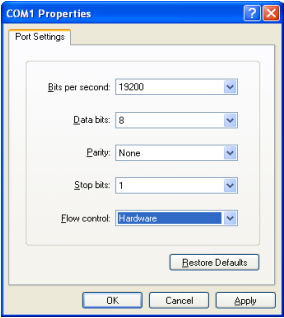 COM1 Properties
Port Settings
Bits per second: 19200
Data bits: 8
Parity: None
Stop bits: 1
Flow control: Hardware
Restore Defaults
OK Cancel Apply